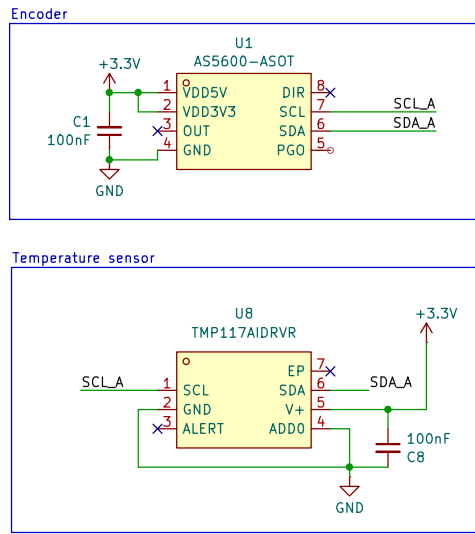 Encoder
U1
AS5600-ASOT
+3.3V
1 VDD5V DIR 8
2 VDD3V3 SCL 7 SCL_A
3 OUT SDA 6 SDA_A
4 GND PGO 5
C1
100nF
GND
Temperature sensor
U8
TMP117AIDRVR
+3.3V
EP 7
SCL_A 1 SCL SDA 6 SDA_A
2 GND V+ 5
3 ALERT ADD0 4
100nF
C8
GND